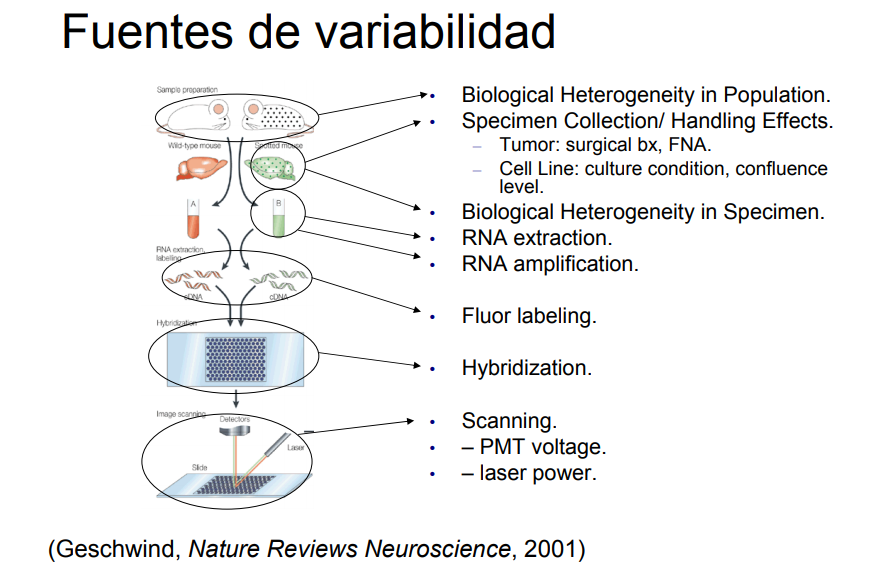 Fuentes de variabilidad
Sample preparation
Wild-type mouse
Spotted mouse
A
B
RNA extraction,
labeling
cDNA
cDNA
Hybridization
Image scanning
Detectors
Laser
Slide
• Biological Heterogeneity in Population.
• Specimen Collection/ Handling Effects.
– Tumor: surgical bx, FNA.
– Cell Line: culture condition, confluence
level.
• Biological Heterogeneity in Specimen.
• RNA extraction.
• RNA amplification.
• Fluor labeling.
• Hybridization.
• Scanning.
• – PMT voltage.
• – laser power.
(Geschwind, Nature Reviews Neuroscience, 2001)